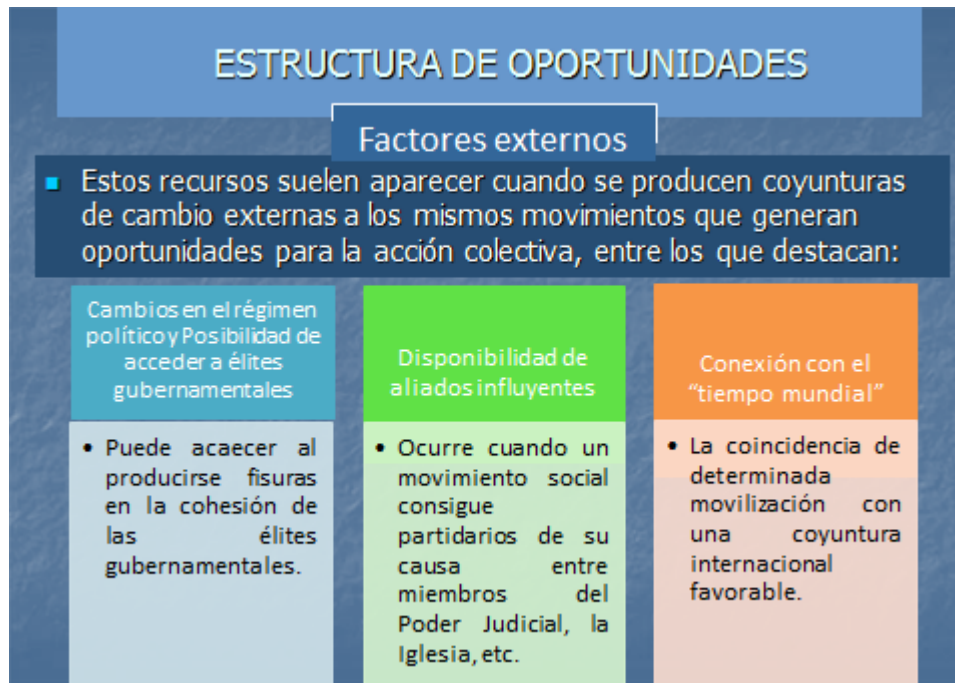 ESTRUCTURA DE OPORTUNIDADES
Factores externos
Estos recursos suelen aparecer cuando se producen coyunturas
de cambio externas a los mismos movimientos que generan
oportunidades para la acción colectiva, entre los que destacan:
Cambios en el régimen
político y Posibilidad de
acceder a élites
gubernamentales
• Puede acaecer al
producirse fisuras
en la cohesión de
las élites
gubernamentales.
Disponibilidad de
aliados influyentes
• Ocurre cuando un
movimiento social
consigue
partidarios de su
causa entre
miembros del
Poder Judicial, la
Iglesia, etc.
Conexión con el
“tiempo mundial”
• La coincidencia de
determinada
movilización con
una coyuntura
internacional
favorable.